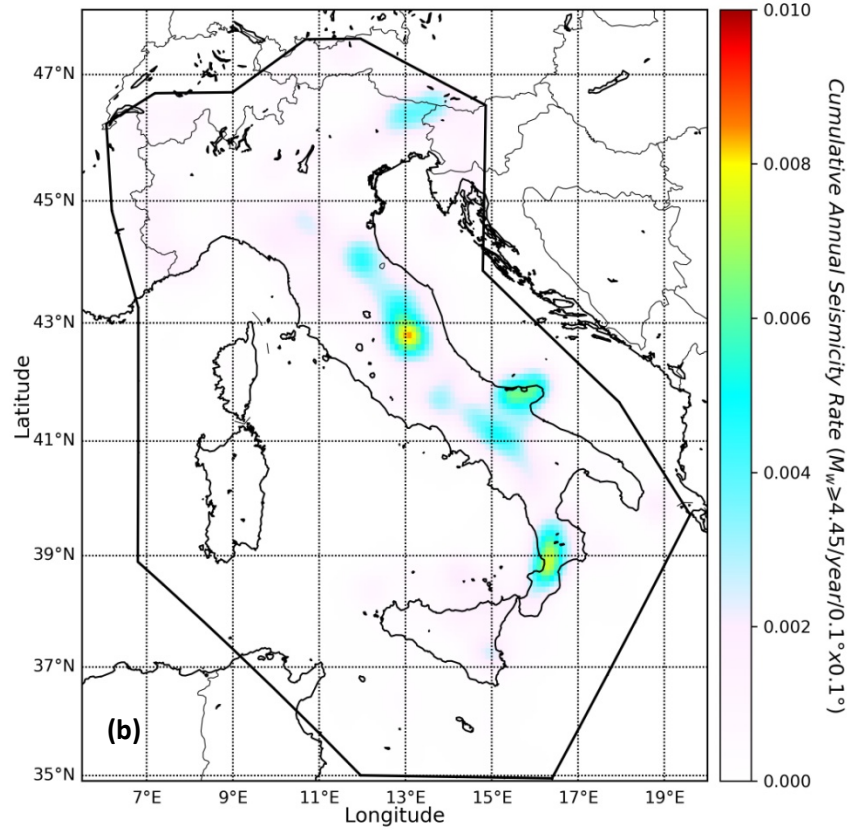 47°N
45°N
43°N
41°N
39°N
37°N
35°N
Latitude
(b)
7°E 9°E 11°E 13°E 15°E 17°E 19°E
Longitude
0.010
0.008
0.006
0.004
0.002
0.000
Cumulative Annual Seismicity Rate (M_w⩾4.45/year/0.1°x0.1°)